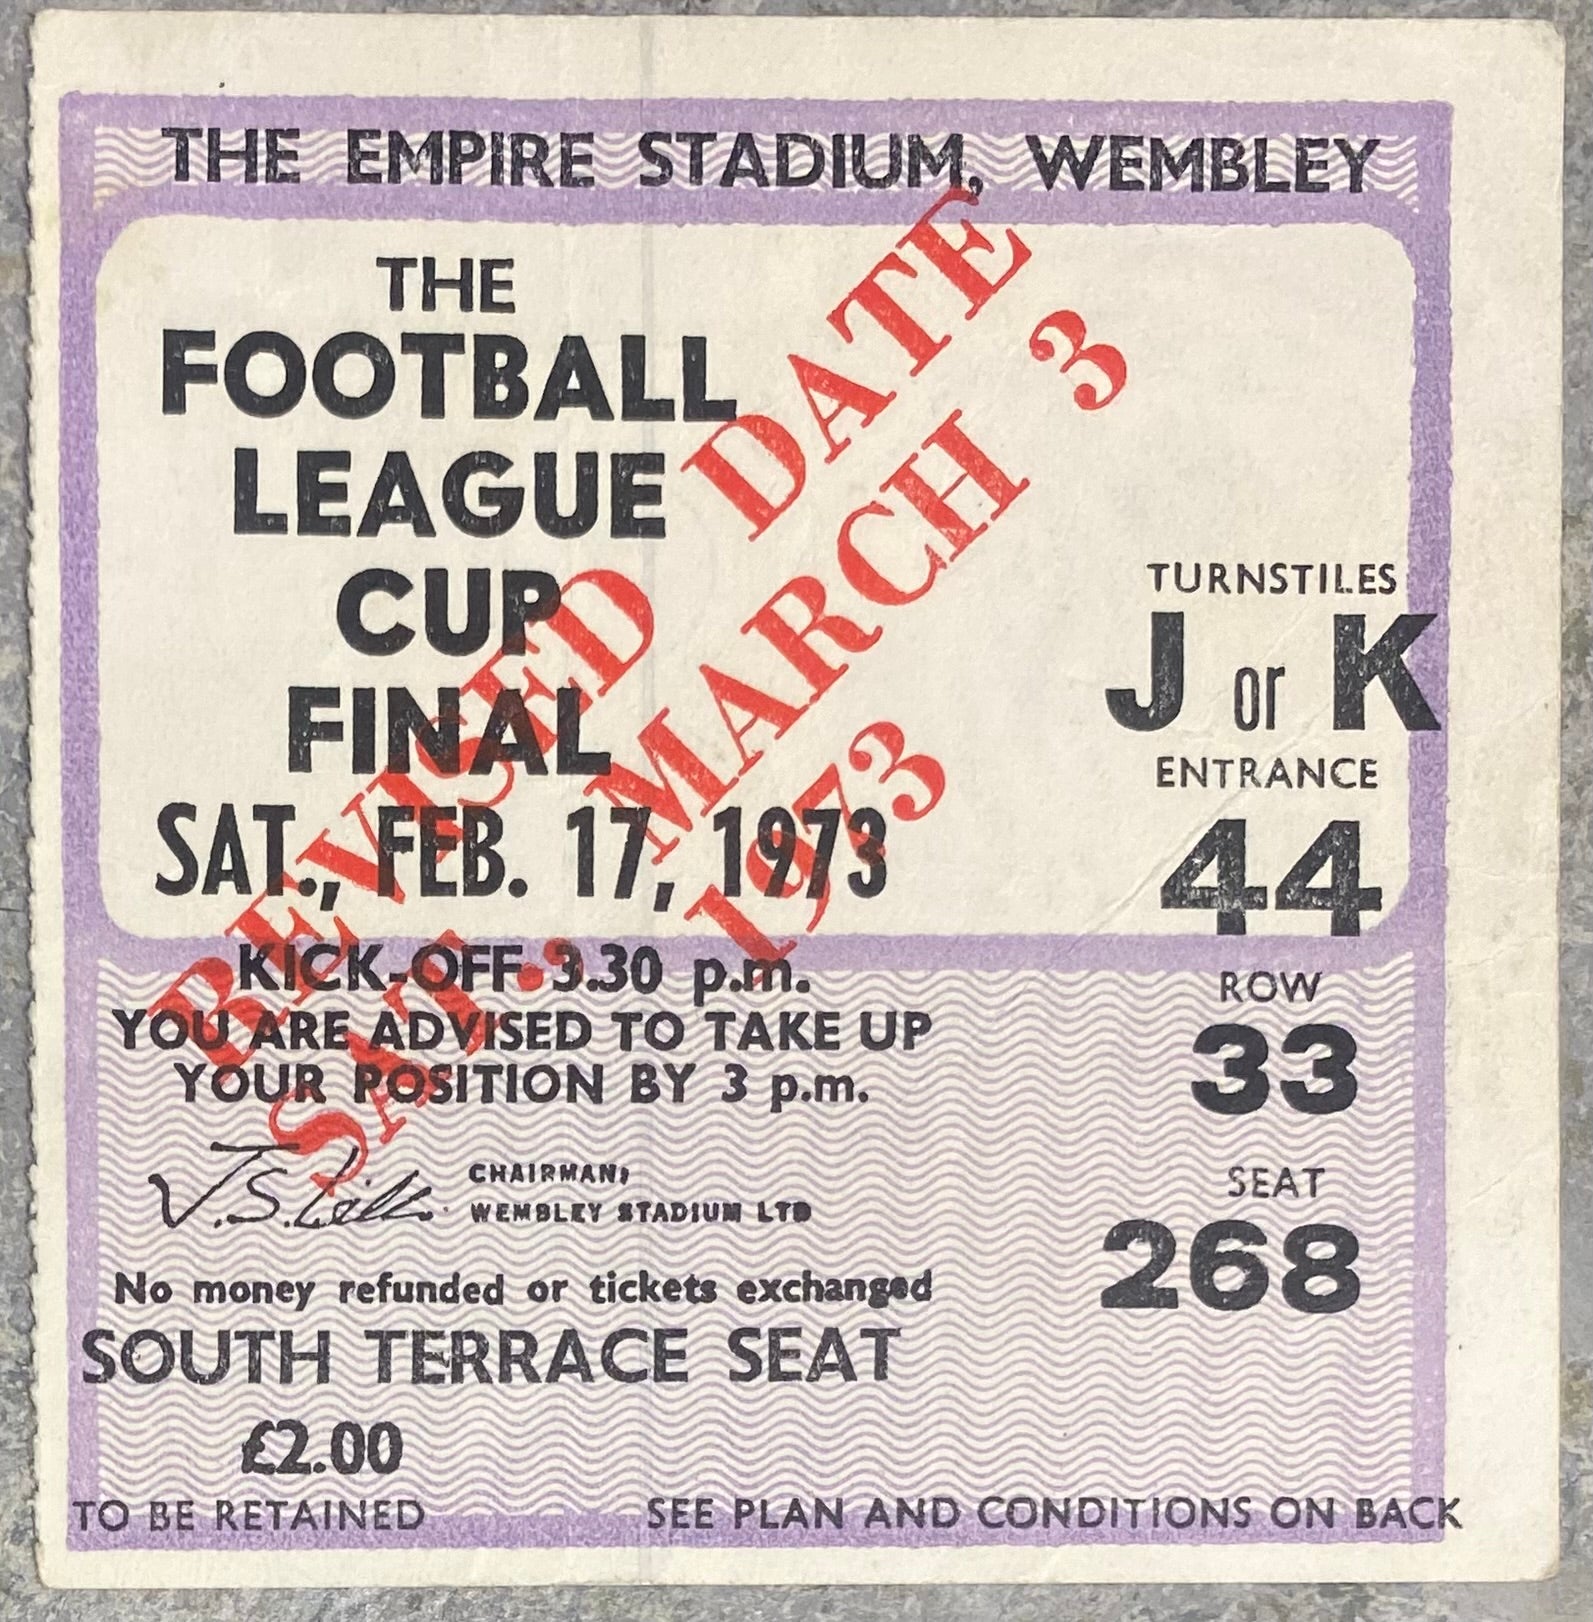 THE EMPIRE STADIUM, WEMBLEY
THE
FOOTBALL
LEAGUE
CUP
FINAL
SAT., FEB. 17, 1973
REVISED DATE
SAT. MARCH 3
1973
KICK-OFF 3.30 p.m.
YOU ARE ADVISED TO TAKE UP
YOUR POSITION BY 3 p.m.
CHAIRMAN,
WEMBLEY STADIUM LTD
No money refunded or tickets exchanged
SOUTH TERRACE SEAT
£2.00
TO BE RETAINED
TURNSTILES
J or K
ENTRANCE
44
ROW
33
SEAT
268
SEE PLAN AND CONDITIONS ON BACK